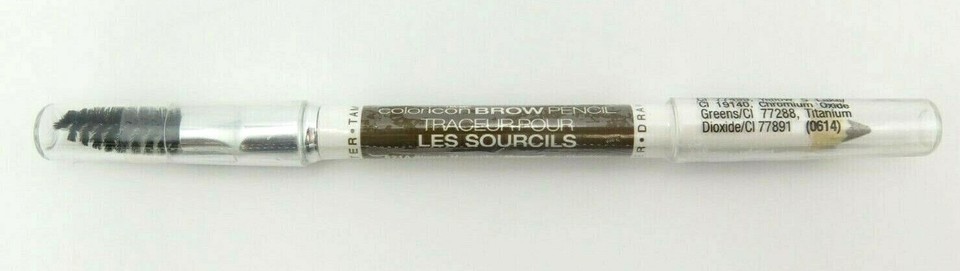 coloricon BROW PENCIL
TRACEUR POUR
LES SOURCILS
CI 19140, Chromium Oxide
Greens/CI 77288, Titanium
Dioxide/CI 77891 (0614)